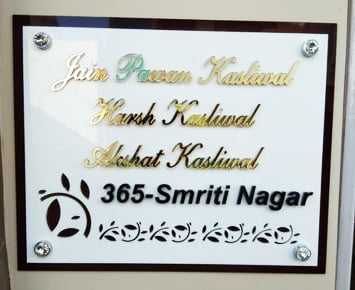 Jain Pawan Kasliwal
Harsh Kasliwal
Akshat Kasliwal
365-Smriti Nagar